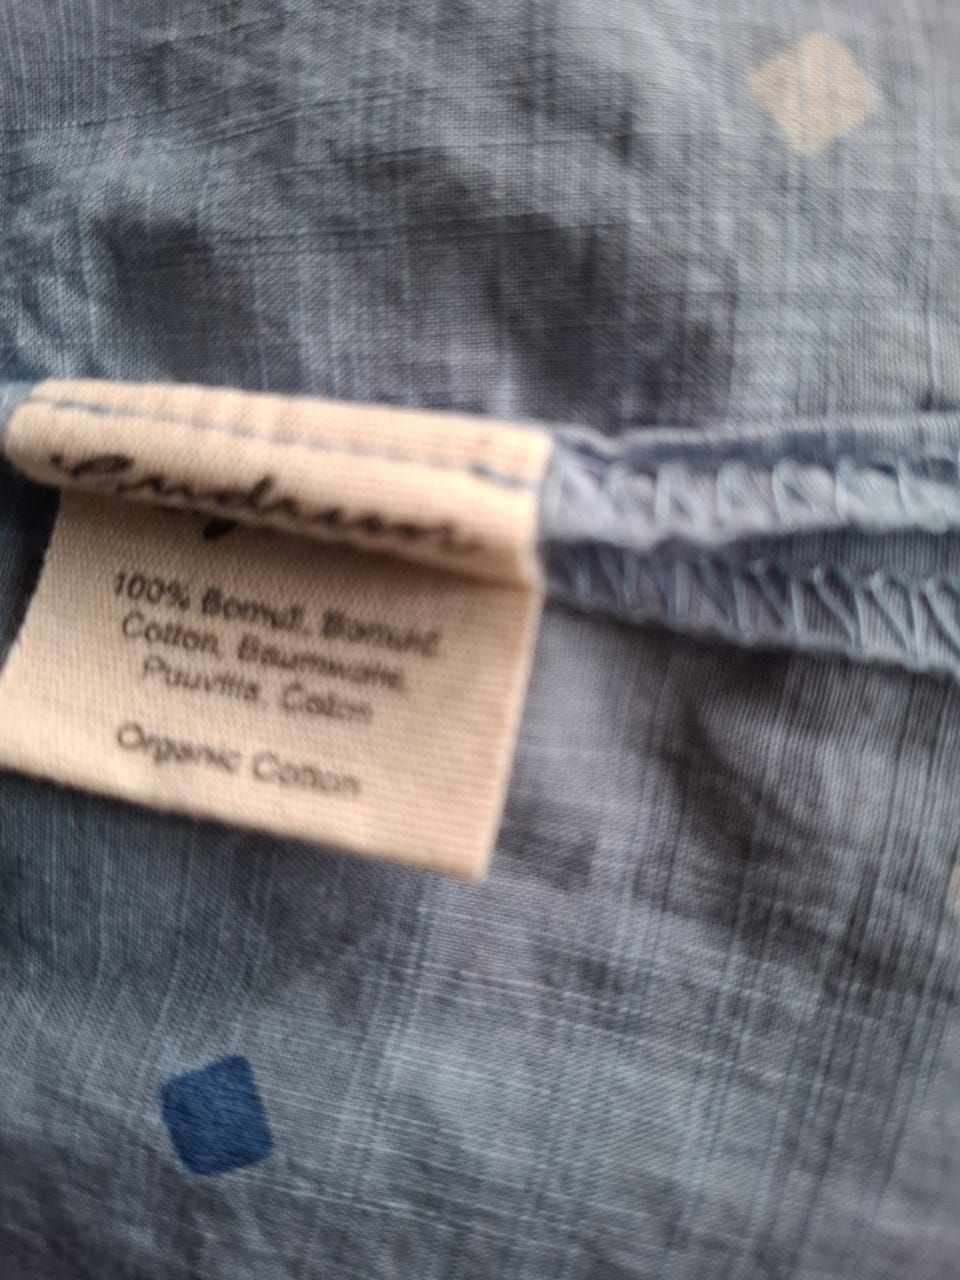 100% Bomull, Bomuld,
Cotton, Baumwolle,
Puuvilla, Coton
Organic Cotton